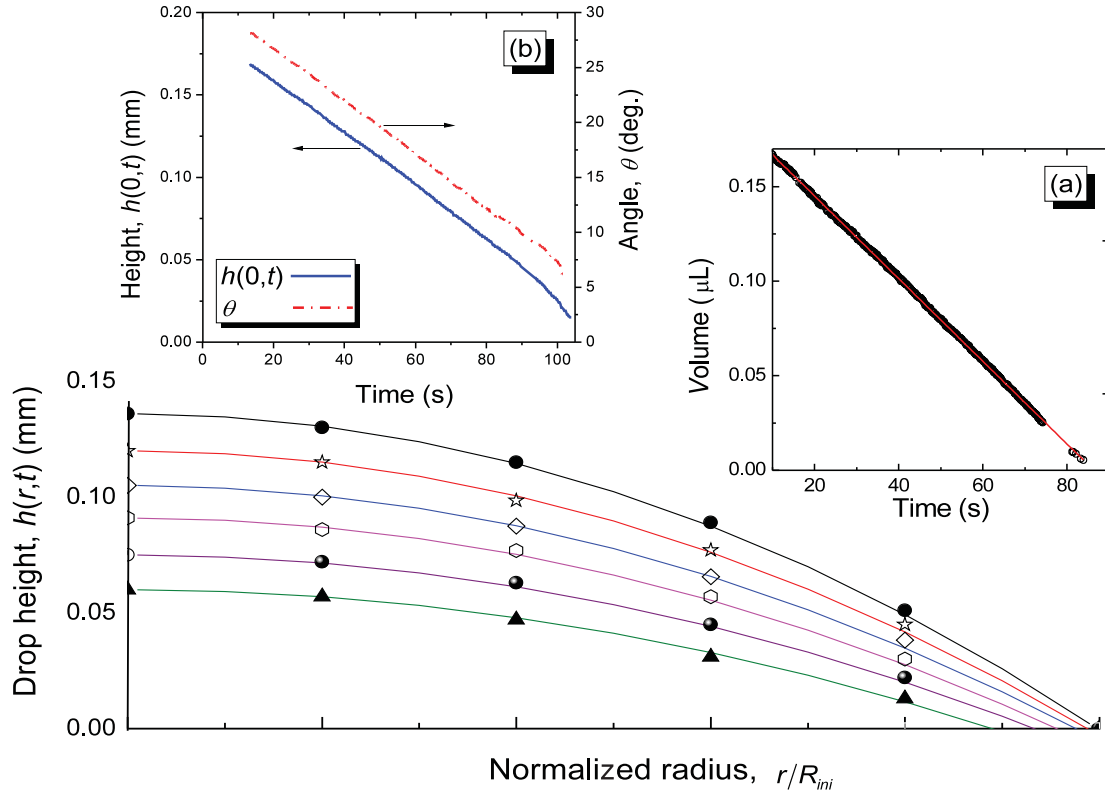 0.20
0.15
0.10
0.05
0.00
Height, h(0,t) (mm)
30
25
20
15
10
5
0
Angle, θ (deg.)
(b)
h(0,t)
θ
0 20 40 60 80 100
Time (s)
(a)
0.15
0.10
0.05
0.00
Volume ( μL)
20 40 60 80
Time (s)
0.15
0.10
0.05
0.00
Drop height, h(r,t) (mm)
Normalized radius, r/R_ini